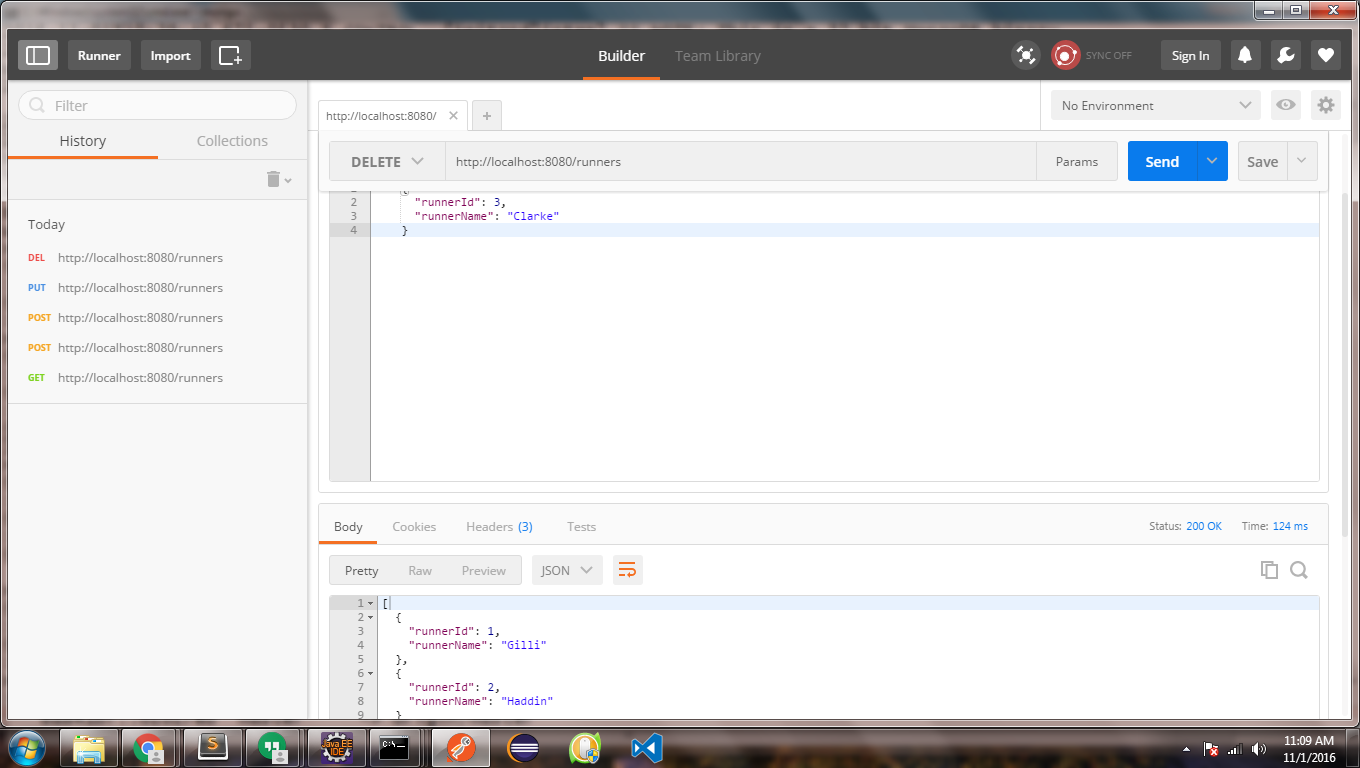 Runner
Import
Builder
Team Library
SYNC OFF
Sign In
Filter
History
Collections
Today
DEL http://localhost:8080/runners
PUT http://localhost:8080/runners
POST http://localhost:8080/runners
POST http://localhost:8080/runners
GET http://localhost:8080/runners
http://localhost:8080/
No Environment
DELETE
http://localhost:8080/runners
Params
Send
Save
2 "runnerId": 3,
3 "runnerName": "Clarke"
4 }
Body
Cookies
Headers (3)
Tests
Status: 200 OK
Time: 124 ms
Pretty
Raw
Preview
JSON
1 [
2 {
3 "runnerId": 1,
4 "runnerName": "Gilli"
5 },
6 {
7 "runnerId": 2,
8 "runnerName": "Haddin"
9 }
Java EE
IDE
C:\
11:09 AM
11/1/2016